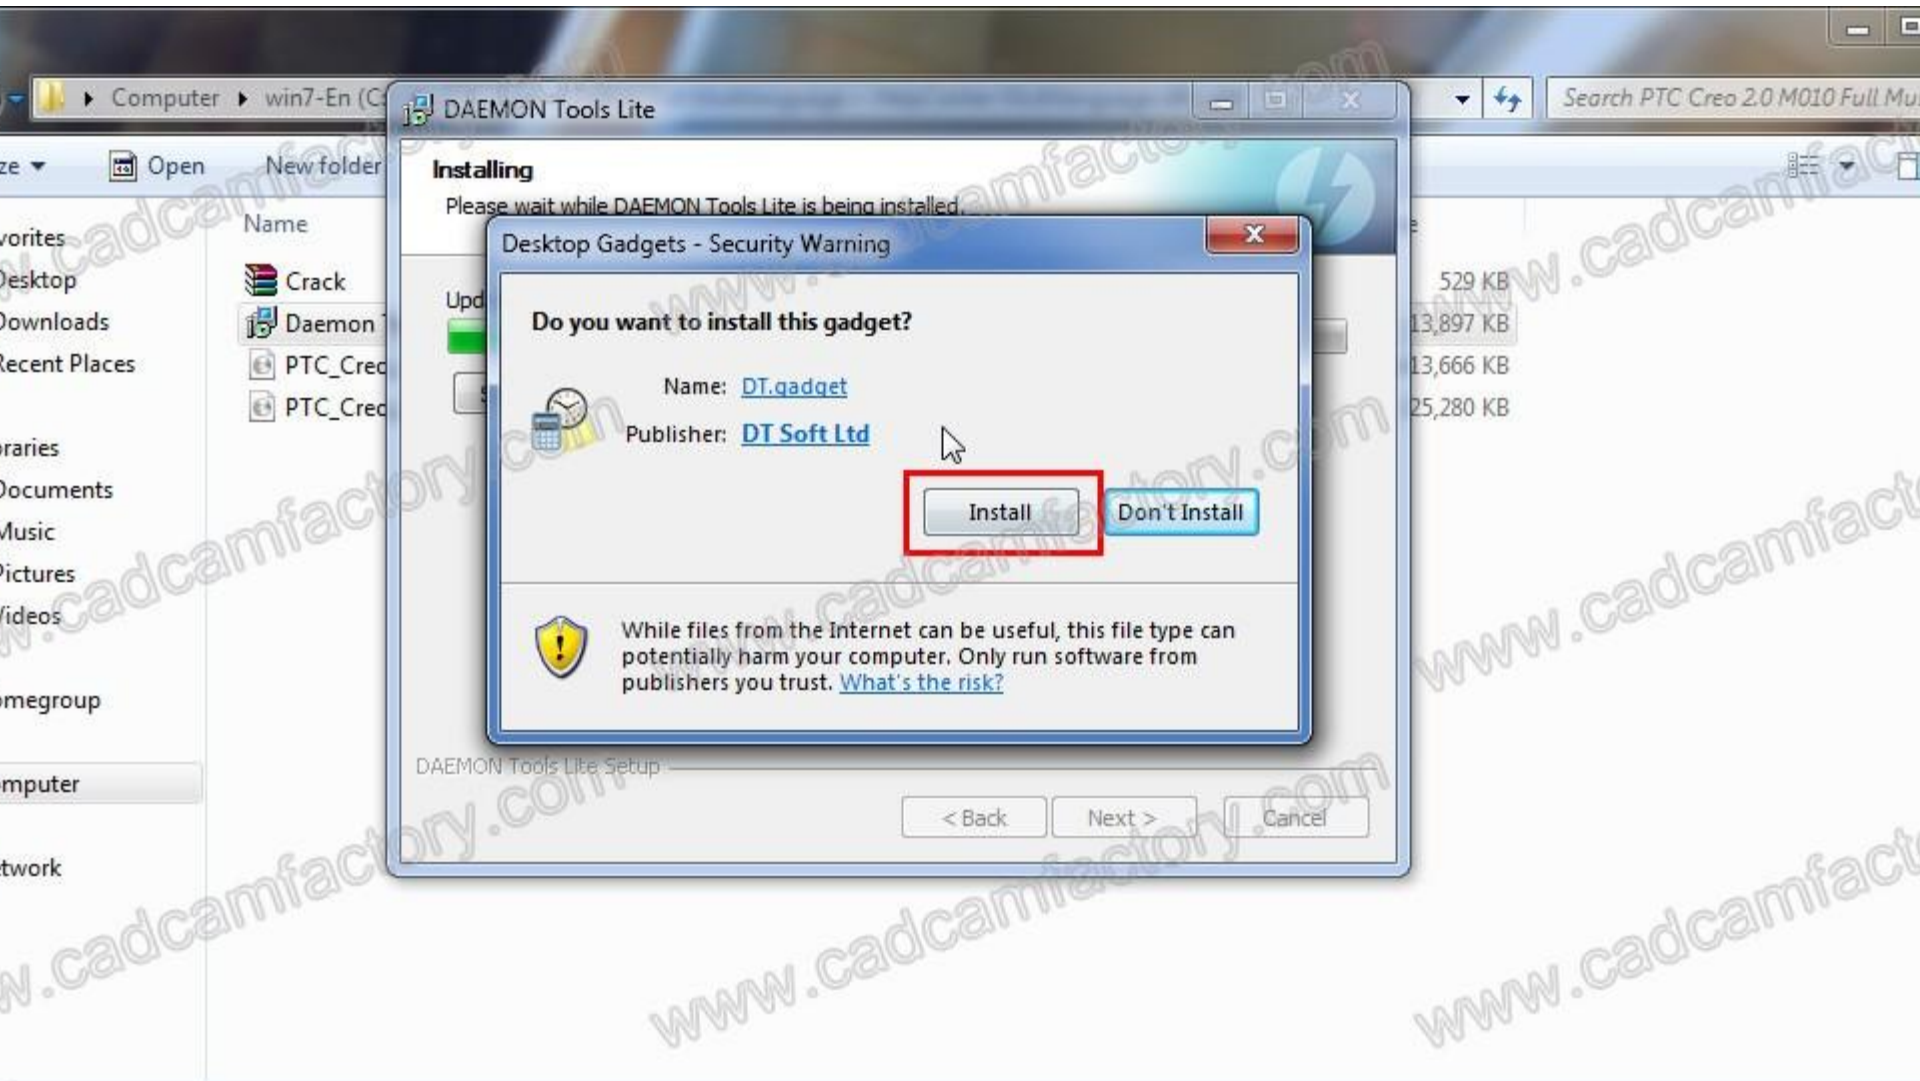 Computer ▸ win7-En (C:
Search PTC Creo 2.0 M010 Full Mu
DAEMON Tools Lite
Open
New folder
Installing
Please wait while DAEMON Tools Lite is being installed.
Name
Desktop Gadgets - Security Warning
vorites
Desktop
Downloads
Recent Places
braries
Documents
Music
Pictures
Videos
omegroup
omputer
etwork
Crack
529 KB
Daemon
13,897 KB
PTC_Creo
13,666 KB
PTC_Creo
25,280 KB
Upd
Do you want to install this gadget?
Name: DT.gadget
Publisher: DT Soft Ltd
Install
Don't Install
While files from the Internet can be useful, this file type can
potentially harm your computer. Only run software from
publishers you trust. What's the risk?
DAEMON Tools Lite Setup
< Back
Next >
Cancel
www.cadcamfactory.com